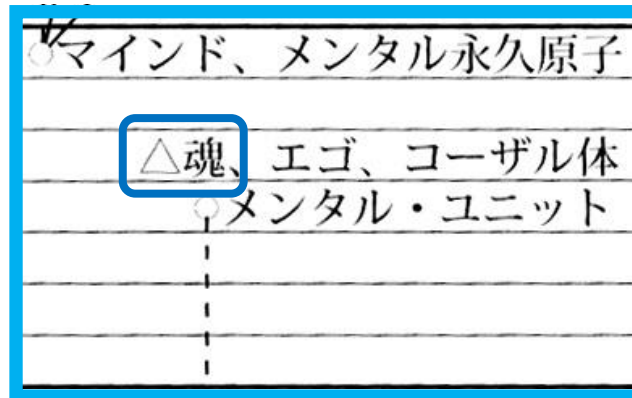 マインド、メンタル永久原子
△魂、エゴ、コーザル体
メンタル・ユニット